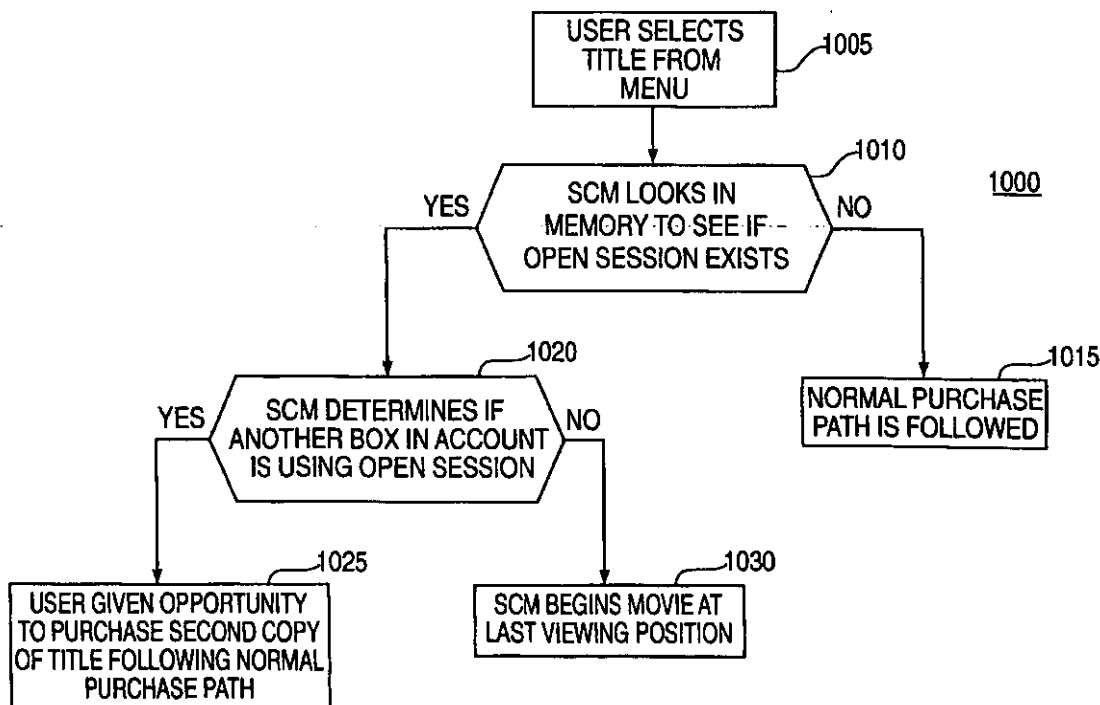 USER SELECTS
TITLE FROM
MENU
1005
1010
SCM LOOKS IN
MEMORY TO SEE IF
OPEN SESSION EXISTS
YES
NO
1000
1020
SCM DETERMINES IF
ANOTHER BOX IN ACCOUNT
IS USING OPEN SESSION
YES
NO
1015
NORMAL PURCHASE
PATH IS FOLLOWED
1025
USER GIVEN OPPORTUNITY
TO PURCHASE SECOND COPY
OF TITLE FOLLOWING NORMAL
PURCHASE PATH
1030
SCM BEGINS MOVIE AT
LAST VIEWING POSITION